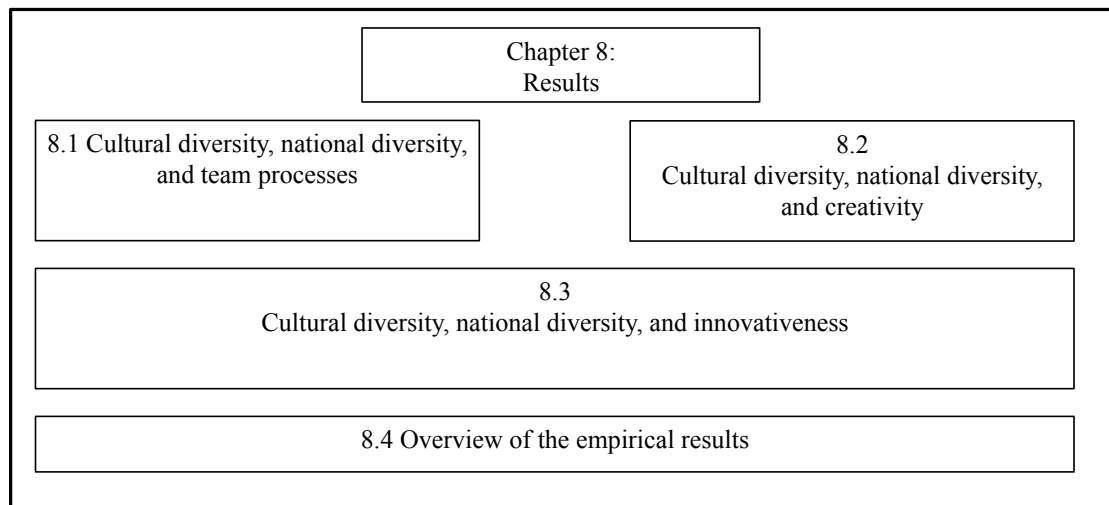 Chapter 8:
Results
8.1 Cultural diversity, national diversity,
and team processes
8.2
Cultural diversity, national diversity,
and creativity
8.3
Cultural diversity, national diversity, and innovativeness
8.4 Overview of the empirical results